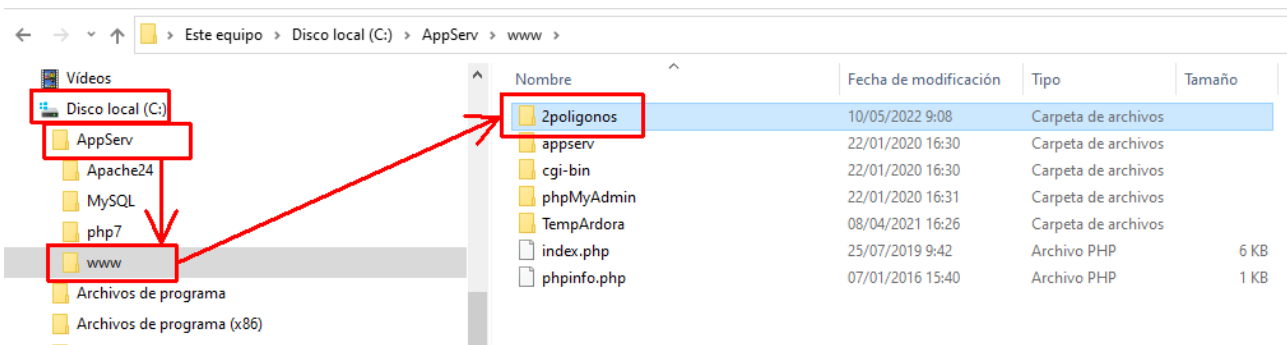 Este equipo > Disco local (C:) > AppServ > www >
Vídeos
Disco local (C:)
AppServ
Apache24
MySQL
php7
www
Archivos de programa
Archivos de programa (x86)
Nombre Fecha de modificación Tipo Tamaño
2poligonos 10/05/2022 9:08 Carpeta de archivos
appserv 22/01/2020 16:30 Carpeta de archivos
cgi-bin 22/01/2020 16:30 Carpeta de archivos
phpMyAdmin 22/01/2020 16:31 Carpeta de archivos
TempArdora 08/04/2021 16:26 Carpeta de archivos
index.php 25/07/2019 9:42 Archivo PHP 6 KB
phpinfo.php 07/01/2016 15:40 Archivo PHP 1 KB